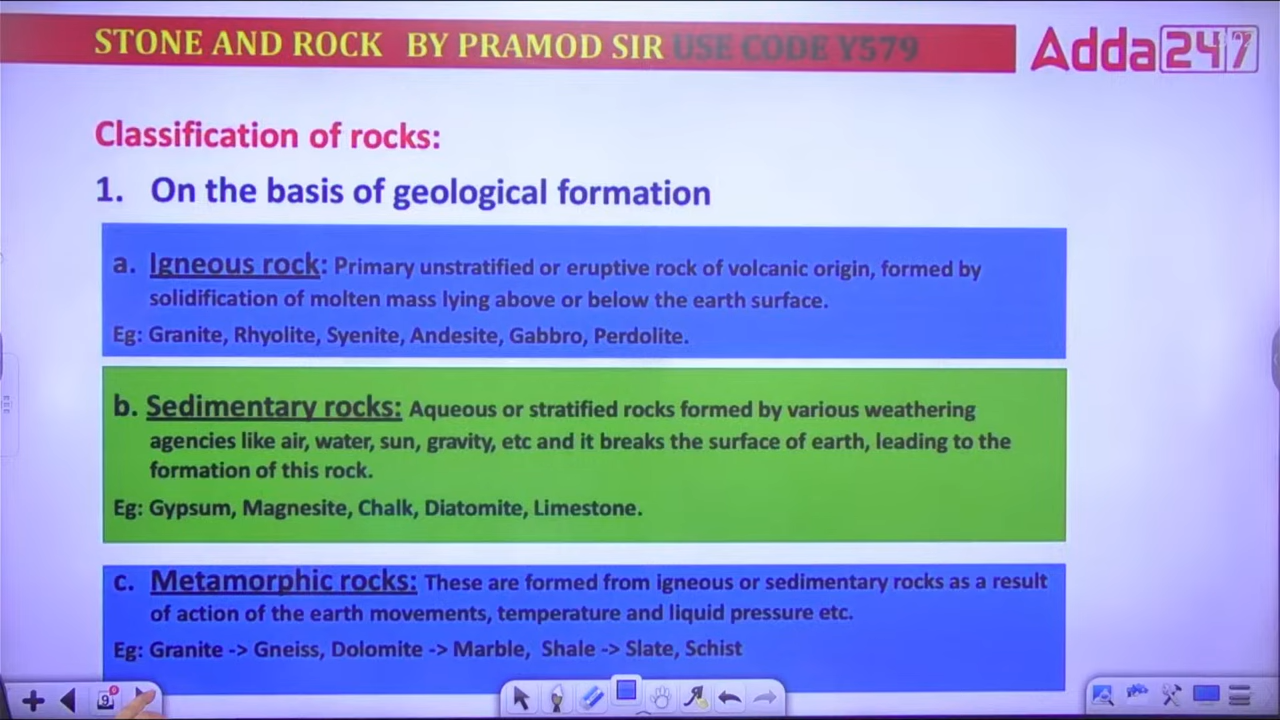 STONE AND ROCK BY PRAMOD SIR USE CODE Y579
Adda247
Classification of rocks:
1. On the basis of geological formation
a. Igneous rock: Primary unstratified or eruptive rock of volcanic origin, formed by
solidification of molten mass lying above or below the earth surface.
Eg: Granite, Rhyolite, Syenite, Andesite, Gabbro, Perdolite.
b. Sedimentary rocks: Aqueous or stratified rocks formed by various weathering
agencies like air, water, sun, gravity, etc and it breaks the surface of earth, leading to the
formation of this rock.
Eg: Gypsum, Magnesite, Chalk, Diatomite, Limestone.
c. Metamorphic rocks: These are formed from igneous or sedimentary rocks as a result
of action of the earth movements, temperature and liquid pressure etc.
Eg: Granite -> Gneiss, Dolomite -> Marble, Shale -> Slate, Schist
9